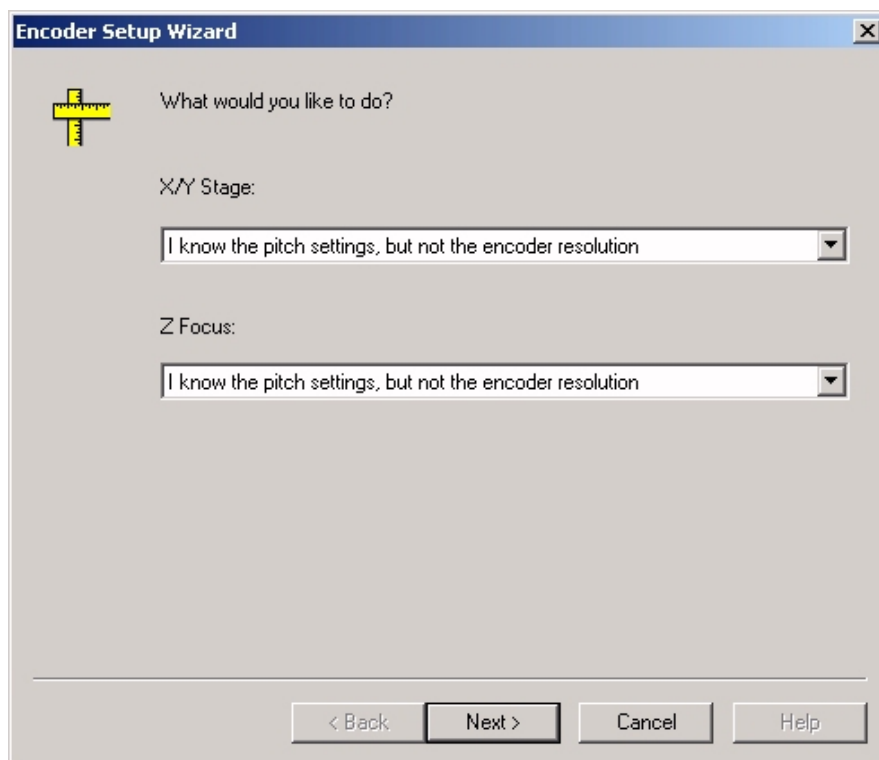 Encoder Setup Wizard
What would you like to do?
X/Y Stage:
I know the pitch settings, but not the encoder resolution
Z Focus:
I know the pitch settings, but not the encoder resolution
< Back Next > Cancel Help